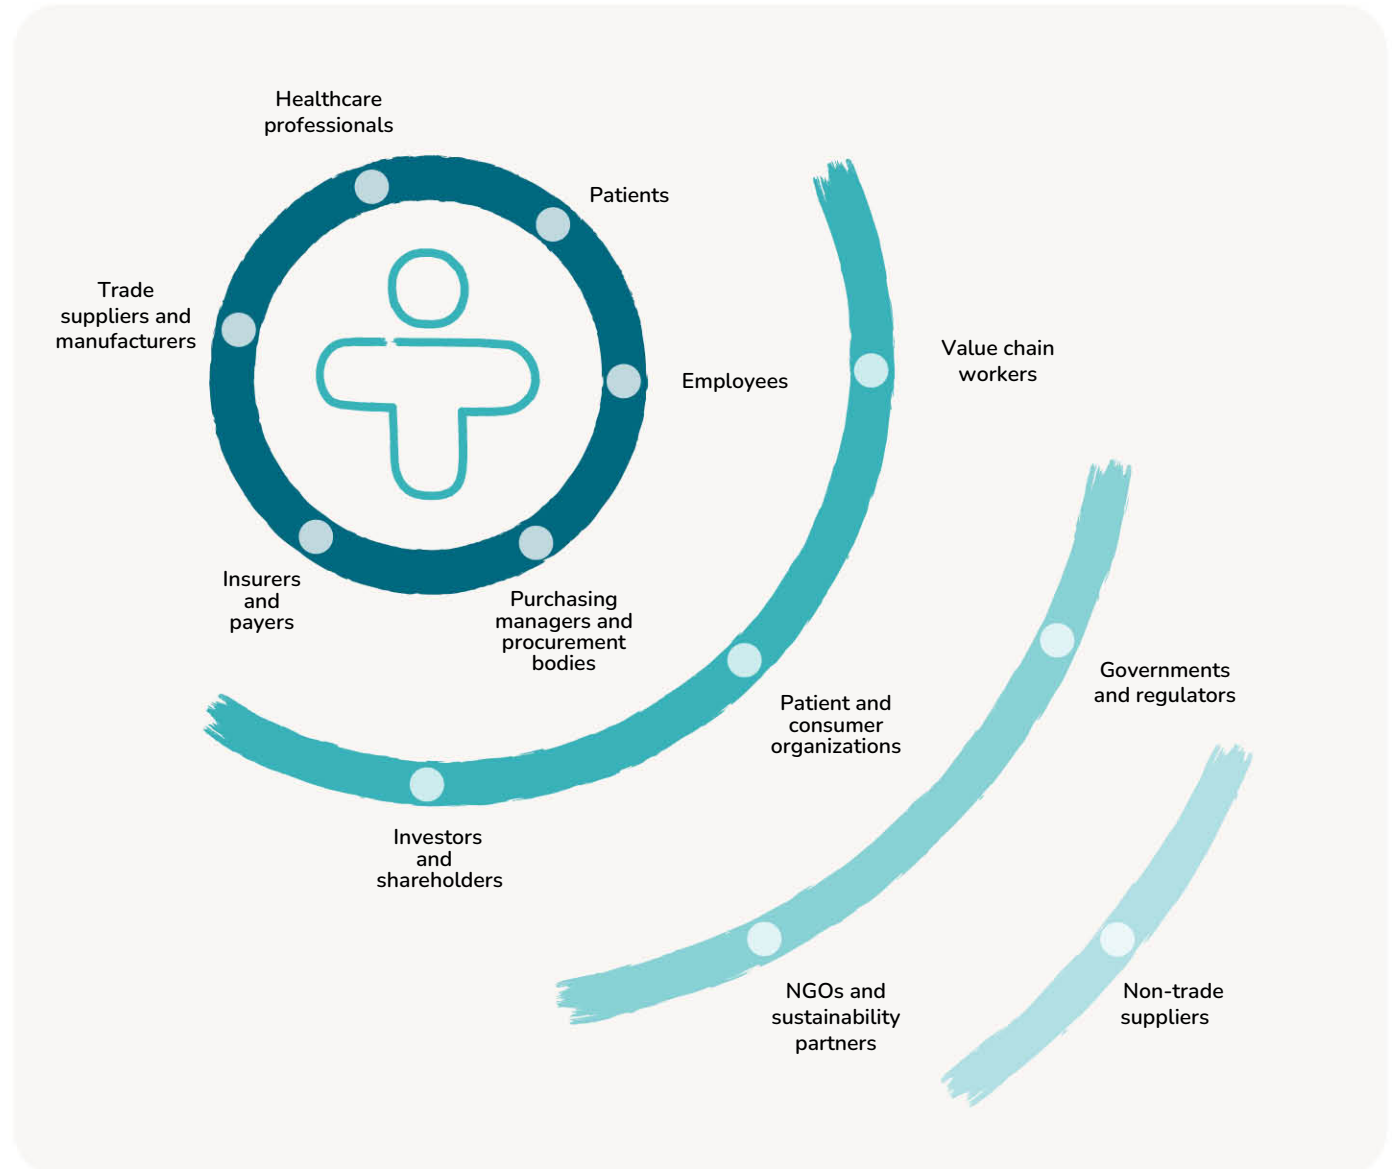 Healthcare
professionals
Patients
Trade
suppliers and
manufacturers
Employees
Value chain
workers
Insurers
and
payers
Purchasing
managers and
procurement
bodies
Governments
and regulators
Patient and
consumer
organizations
Investors
and
shareholders
NGOs and
sustainability
partners
Non-trade
suppliers